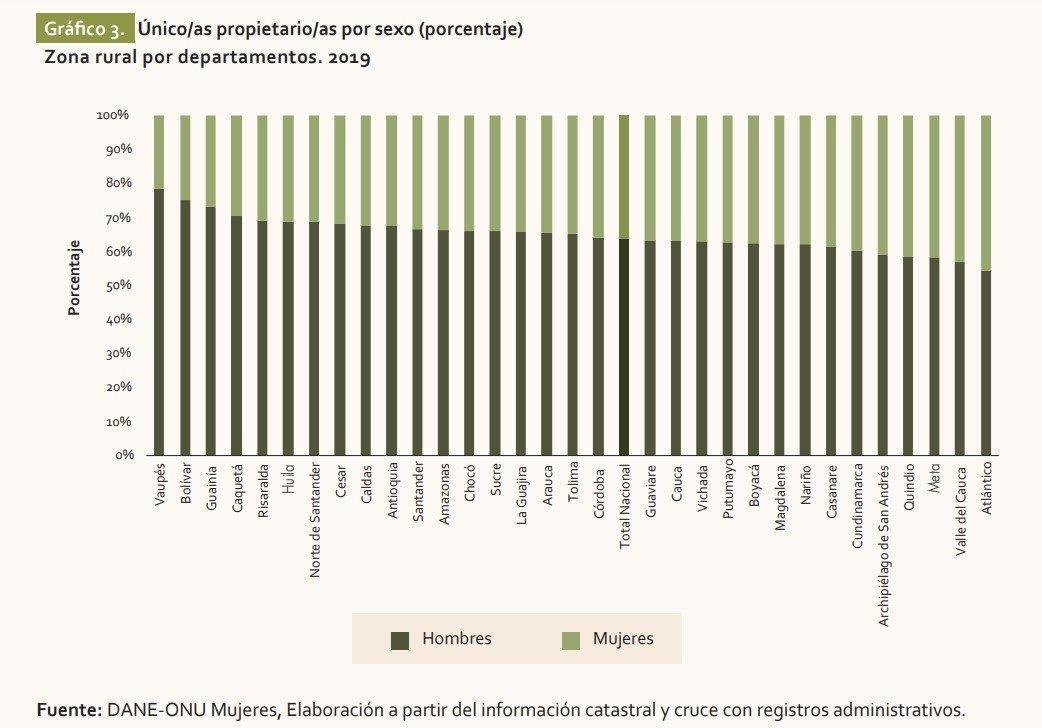 Gráfico 3. Único/as propietario/as por sexo (porcentaje)
Zona rural por departamentos. 2019
Porcentaje
100%
90%
80%
70%
60%
50%
40%
30%
20%
10%
0%
Vaupés
Bolívar
Guainía
Caquetá
Risaralda
Huila
Norte de Santander
Cesar
Caldas
Antioquia
Santander
Amazonas
Chocó
Sucre
La Guajira
Arauca
Tolima
Córdoba
Total Nacional
Guaviare
Cauca
Vichada
Putumayo
Boyacá
Magdalena
Nariño
Casanare
Cundinamarca
Archipiélago de San Andrés
Quindio
Meta
Valle del Cauca
Atlántico
Hombres
Mujeres
Fuente: DANE-ONU Mujeres, Elaboración a partir del información catastral y cruce con registros administrativos.